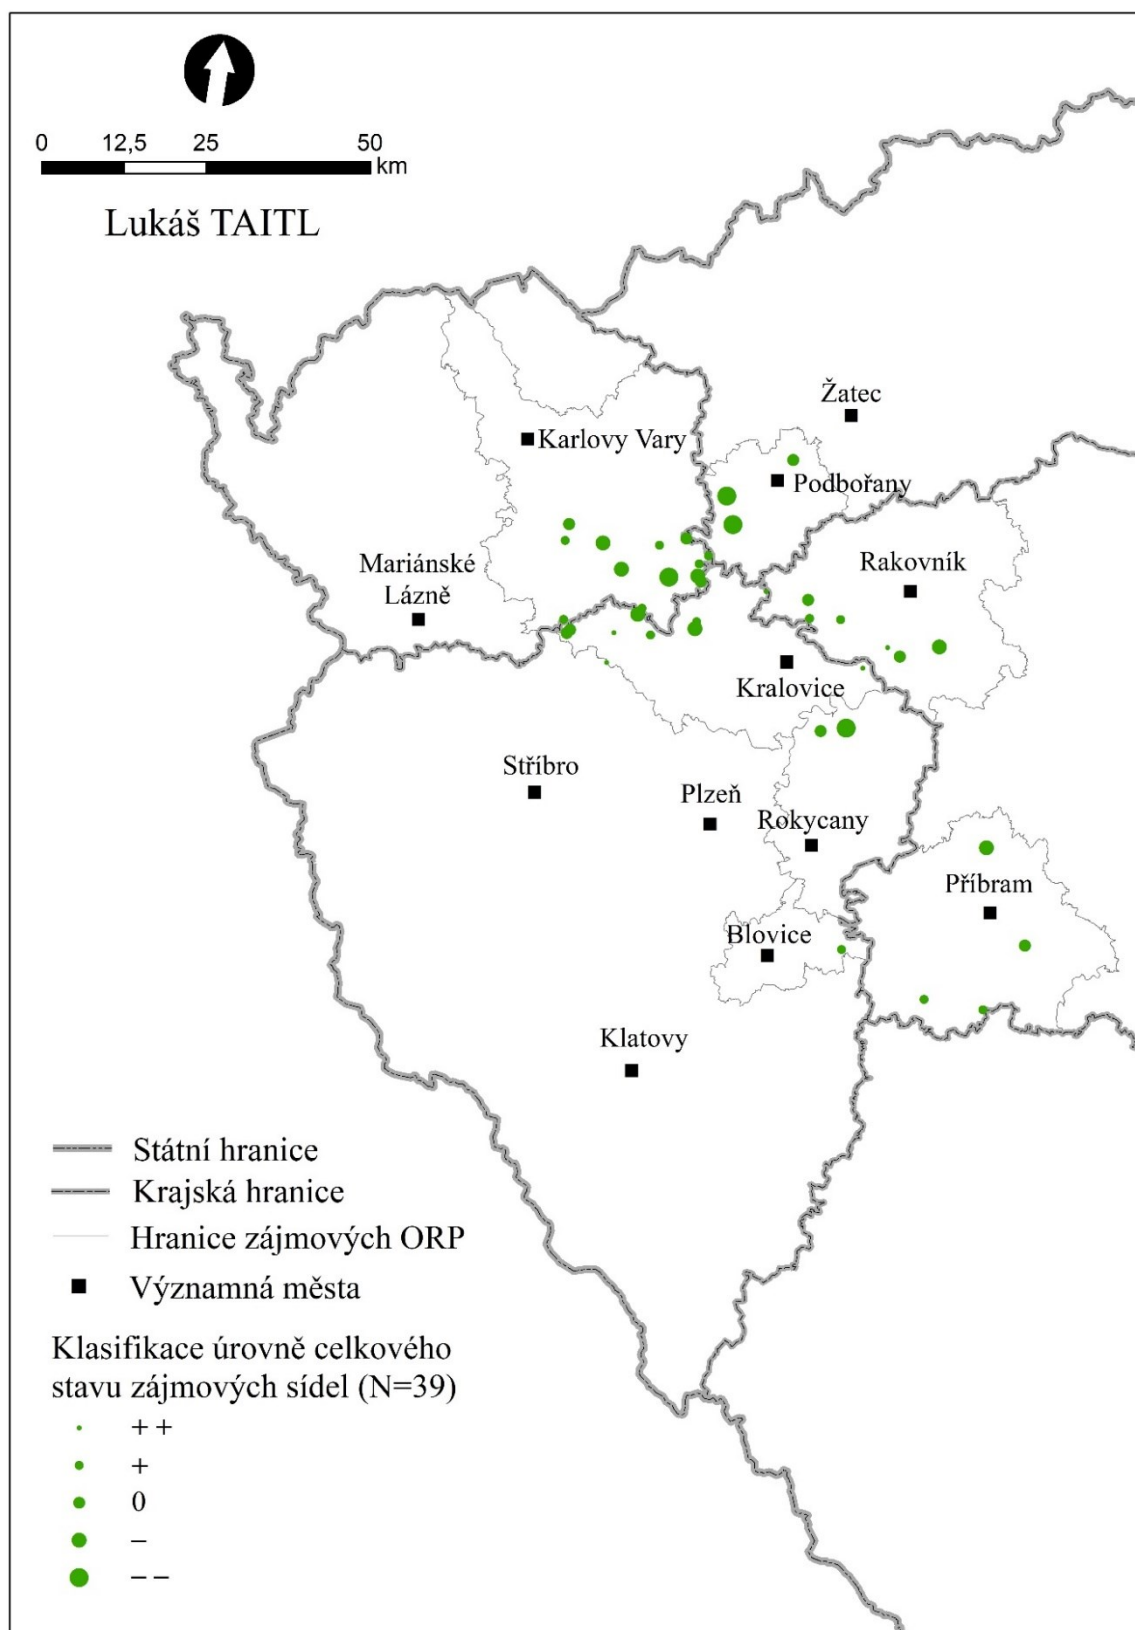 0 12,5 25 50
km
Lukáš TAITL
Žatec
Karlovy Vary
Podbořany
Mariánské
Lázně
Rakovník
Kralovice
Stříbro
Plzeň
Rokycany
Příbram
Blovice
Klatovy
Státní hranice
Krajská hranice
Hranice zájmových ORP
Významná města
Klasifikace úrovně celkového
stavu zájmových sídel (N=39)
+ +
+
0
–
– –